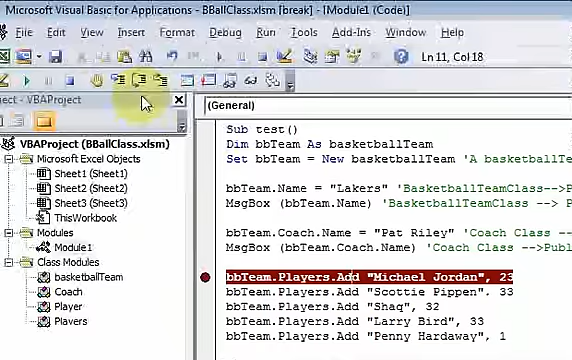 Microsoft Visual Basic for Applications - BBallClass.xlsm [break] - [Module1 (Code)]
File Edit View Insert Format Debug Run Tools Add-Ins Window Help
Ln 11, Col 18
ect - VBAProject
(General)
VBAProject (BBallClass.xlsm)
Microsoft Excel Objects
Sheet1 (Sheet1)
Sheet2 (Sheet2)
Sheet3 (Sheet3)
ThisWorkbook
Modules
Module1
Class Modules
basketballTeam
Coach
Player
Players
Sub test()
Dim bbTeam As basketballTeam
Set bbTeam = New basketballTeam 'A basketballTe
bbTeam.Name = "Lakers" 'BasketballTeamClass-->P
MsgBox (bbTeam.Name) 'BasketballTeamClass --> P
bbTeam.Coach.Name = "Pat Riley" 'Coach Class --
MsgBox (bbTeam.Coach.Name) 'Coach Class -->Publ
bbTeam.Players.Add "Michael Jordan", 23
bbTeam.Players.Add "Scottie Pippen", 33
bbTeam.Players.Add "Shaq", 32
bbTeam.Players.Add "Larry Bird", 33
bbTeam.Players.Add "Penny Hardaway", 1